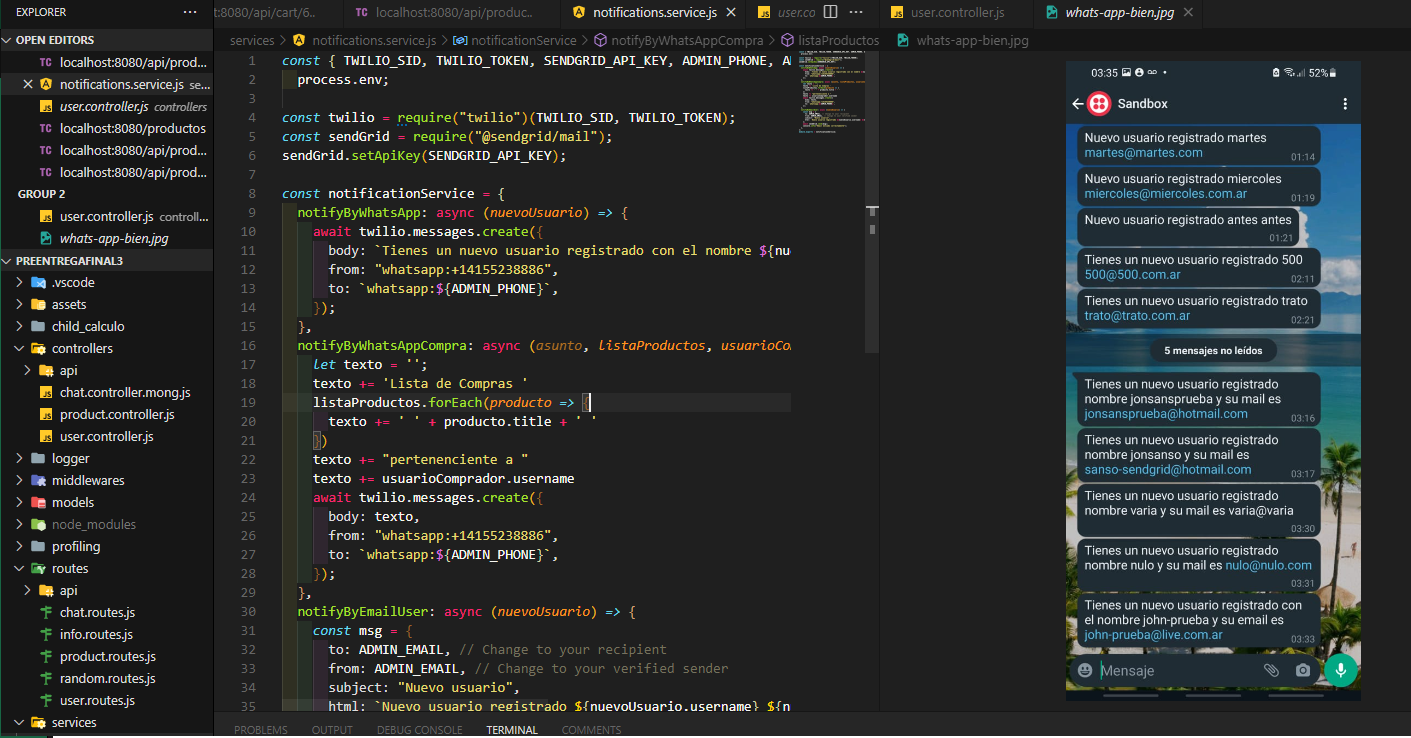 EXPLORER ...
OPEN EDITORS
TC localhost:8080/api/prod...
notifications.service.js se...
JS user.controller.js controllers
TC localhost:8080/productos
TC localhost:8080/api/prod...
TC localhost:8080/api/prod...
GROUP 2
JS user.controller.js controll...
whats-app-bien.jpg
PREENTREGAFINAL3
.vscode
assets
child_calculo
controllers
api
JS chat.controller.mong.js
JS product.controller.js
JS user.controller.js
logger
middlewares
models
node_modules
profiling
routes
api
chat.routes.js
info.routes.js
product.routes.js
random.routes.js
user.routes.js
services
t:8080/api/cart/6..
TC localhost:8080/api/produc...
notifications.service.js
JS user.co
...
JS user.controller.js
whats-app-bien.jpg
services > notifications.service.js > notificationService > notifyByWhatsAppCompra > listaProductos
whats-app-bien.jpg
1 const { TWILIO_SID, TWILIO_TOKEN, SENDGRID_API_KEY, ADMIN_PHONE,
2 process.env;
3
4 const twilio = require("twilio")(TWILIO_SID, TWILIO_TOKEN);
5 const sendGrid = require("@sendgrid/mail");
6 sendGrid.setApiKey(SENDGRID_API_KEY);
7
8 const notificationService = {
9 notifyByWhatsApp: async (nuevoUsuario) => {
10 await twilio.messages.create({
11 body: `Tienes un nuevo usuario registrado con el nombre ${nu
12 from: "whatsapp:+14155238886",
13 to: `whatsapp:${ADMIN_PHONE}`,
14 });
15 },
16 notifyByWhatsAppCompra: async (asunto, listaProductos, usuarioCo
17 let texto = '';
18 texto += 'Lista de Compras '
19 listaProductos.forEach(producto => {
20 texto += ' ' + producto.title + ' '
21 })
22 texto += "pertenenciente a "
23 texto += usuarioComprador.username
24 await twilio.messages.create({
25 body: texto,
26 from: "whatsapp:+14155238886",
27 to: `whatsapp:${ADMIN_PHONE}`,
28 });
29 },
30 notifyByEmailUser: async (nuevoUsuario) => {
31 const msg = {
32 to: ADMIN_EMAIL, // Change to your recipient
33 from: ADMIN_EMAIL, // Change to your verified sender
34 subject: "Nuevo usuario",
35 html: `Nuevo usuario registrado ${nuevoUsuario.username} ${n
PROBLEMS OUTPUT DEBUG CONSOLE TERMINAL COMMENTS
03:35 52%
Sandbox
Nuevo usuario registrado martes
martes@martes.com
01:14
Nuevo usuario registrado miercoles
miercoles@miercoles.com.ar
01:19
Nuevo usuario registrado antes antes
01:21
Tienes un nuevo usuario registrado 500
500@500.com.ar
02:11
Tienes un nuevo usuario registrado trato
trato@trato.com.ar
02:21
5 mensajes no leídos
Tienes un nuevo usuario registrado
nombre jonsansprueba y su mail es
jonsansprueba@hotmail.com
03:16
Tienes un nuevo usuario registrado
nombre jonsanso y su mail es
sanso-sendgrid@hotmail.com
03:17
Tienes un nuevo usuario registrado
nombre varia y su mail es varia@varia
03:30
Tienes un nuevo usuario registrado
nombre nulo y su mail es nulo@nulo.com
03:31
Tienes un nuevo usuario registrado con
el nombre john-prueba y su email es
john-prueba@live.com.ar
03:33
Mensaje